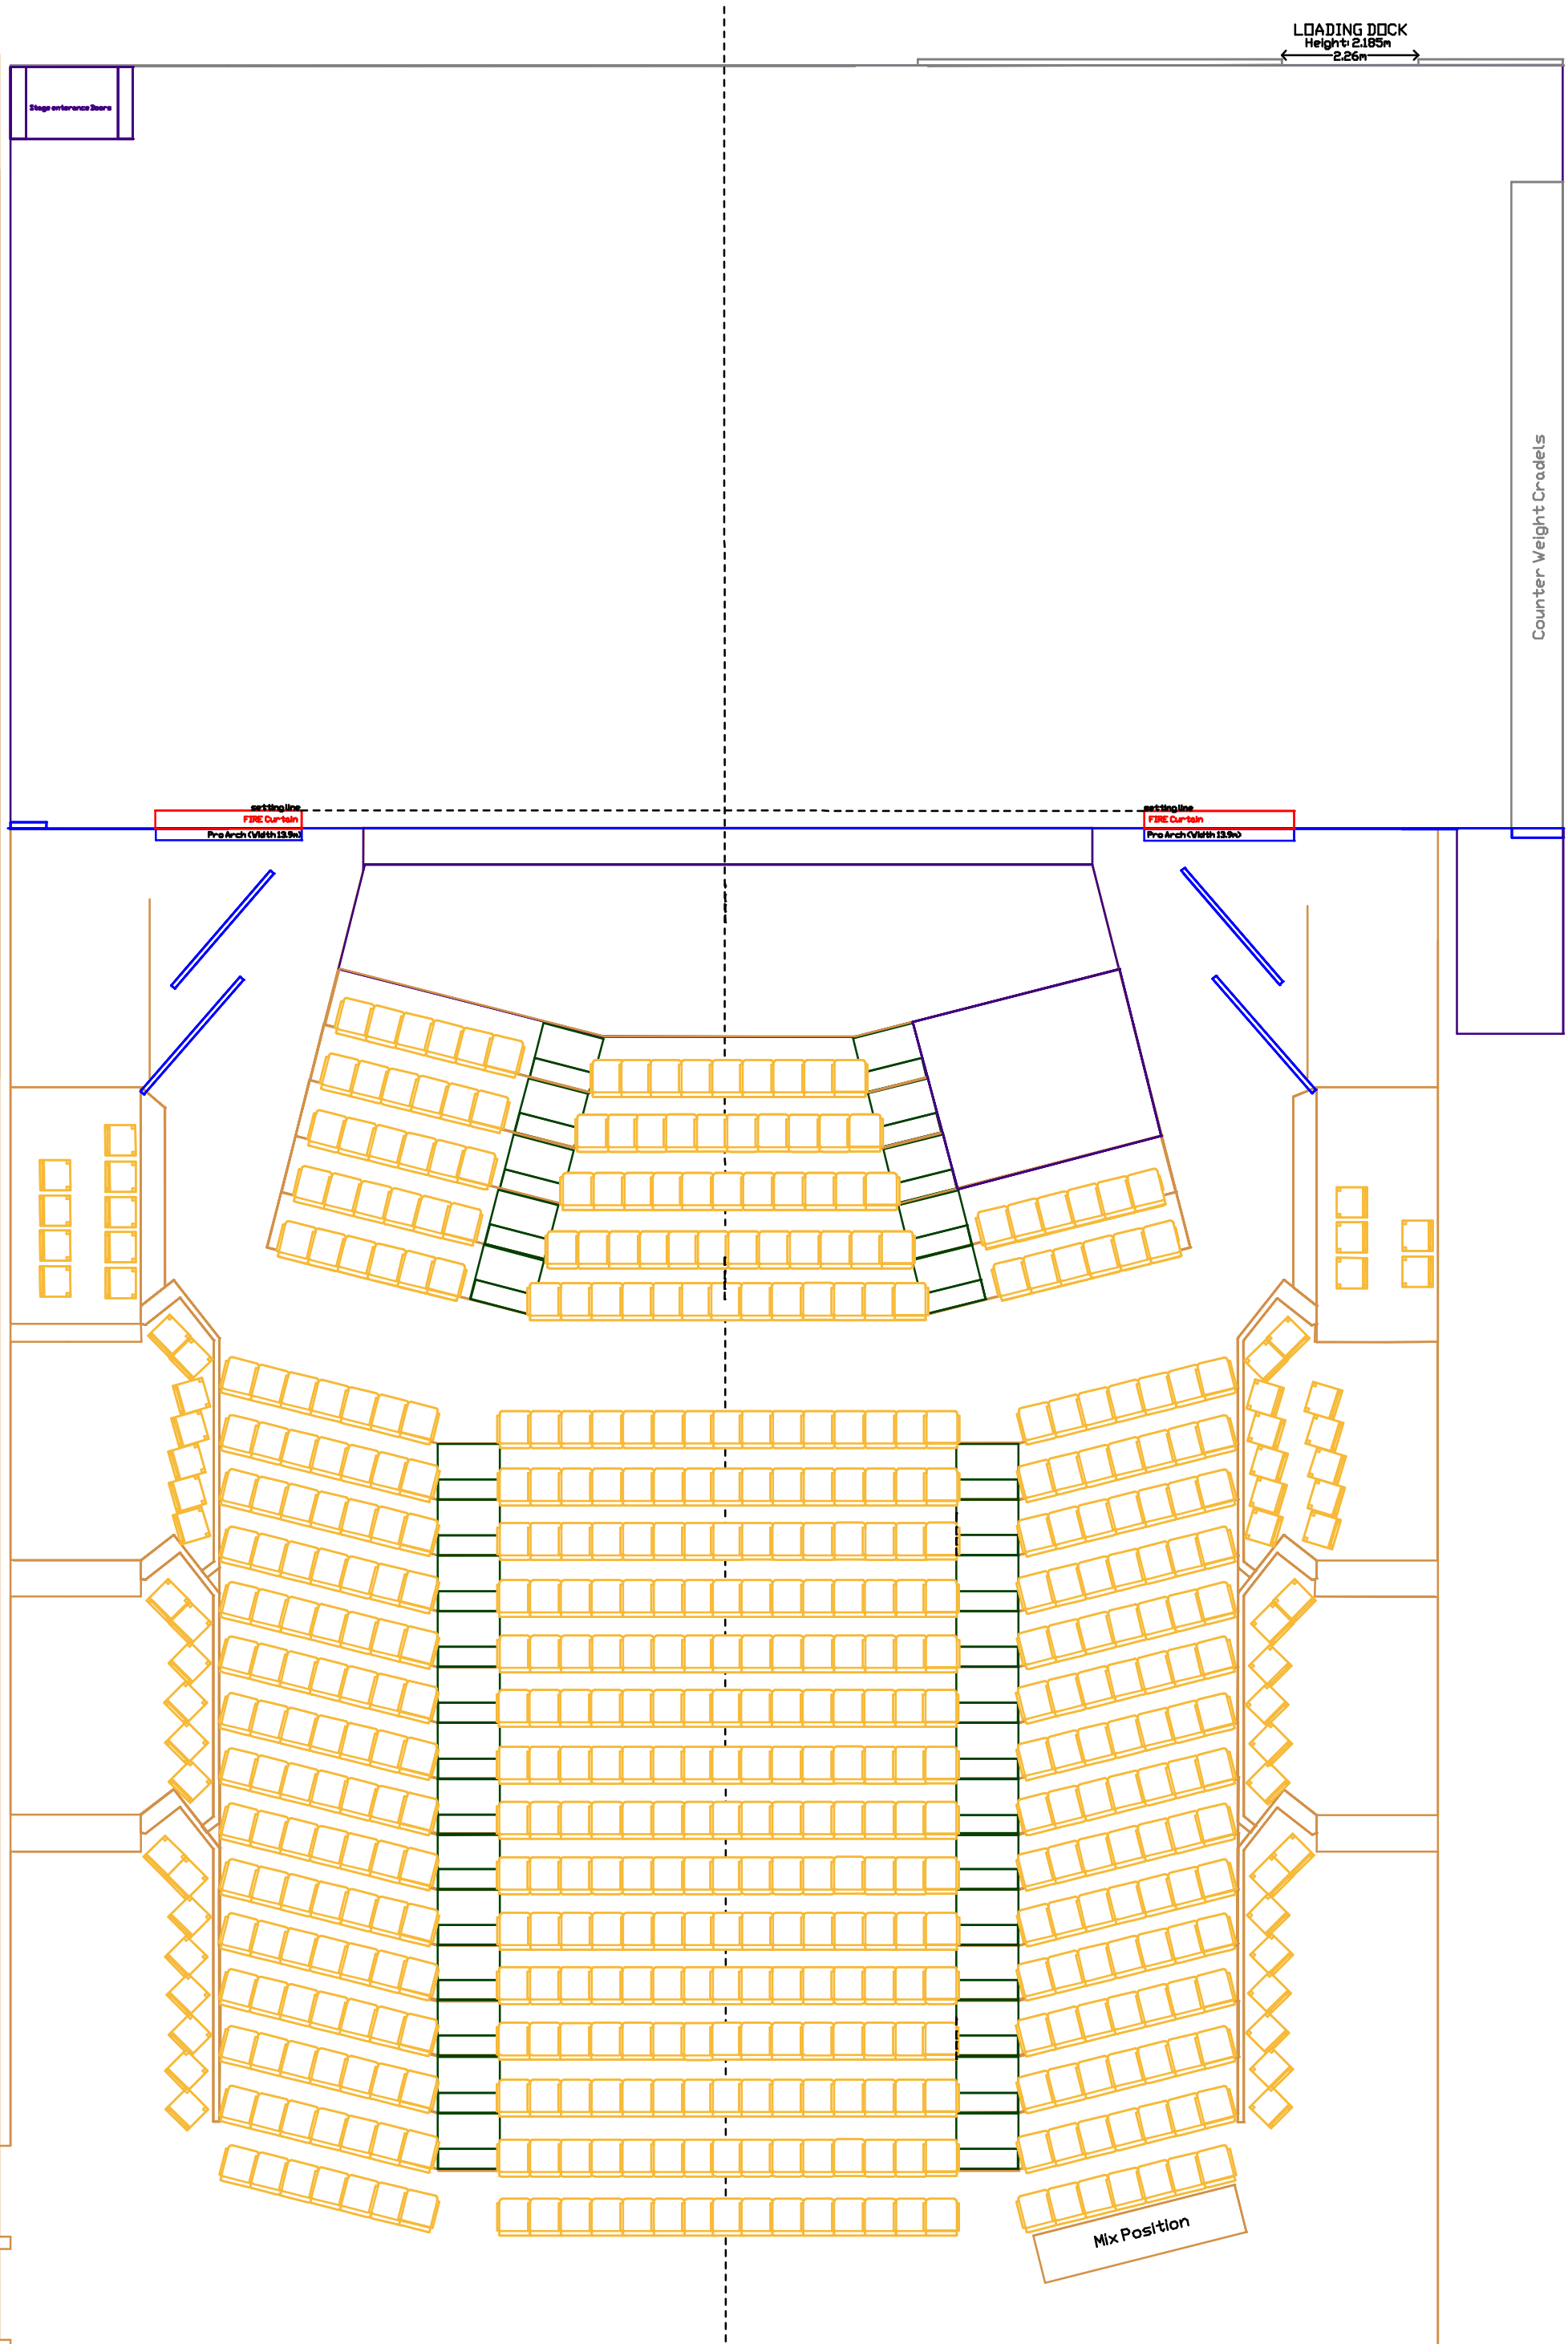 LOADING DOCK
Height: 2.185m
2.26m
Stage enterance Doors
Counter Weight Cradels
setting line
FIRE Curtain
Pro Arch (Width 13.9m)
setting line
FIRE Curtain
Pro Arch (Width 13.9m)
Mix Position